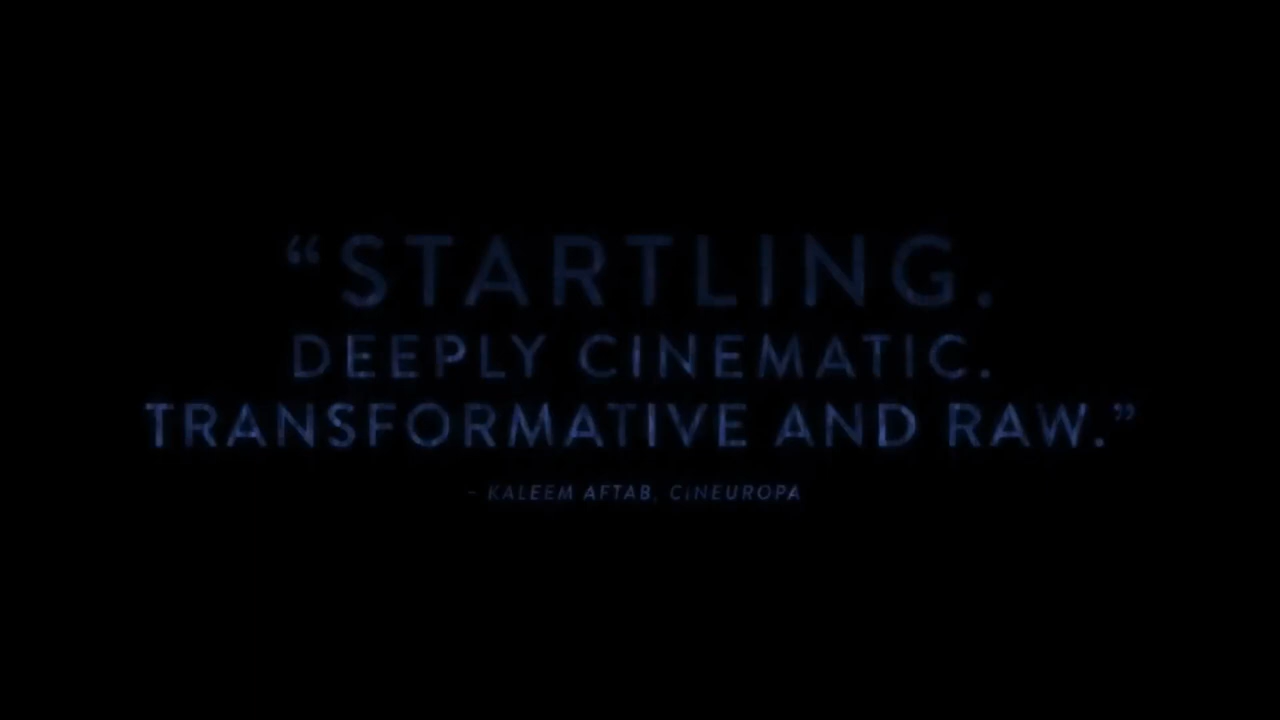 “STARTLING.
DEEPLY CINEMATIC.
TRANSFORMATIVE AND RAW.”
- KALEEM AFTAB, CINEUROPA